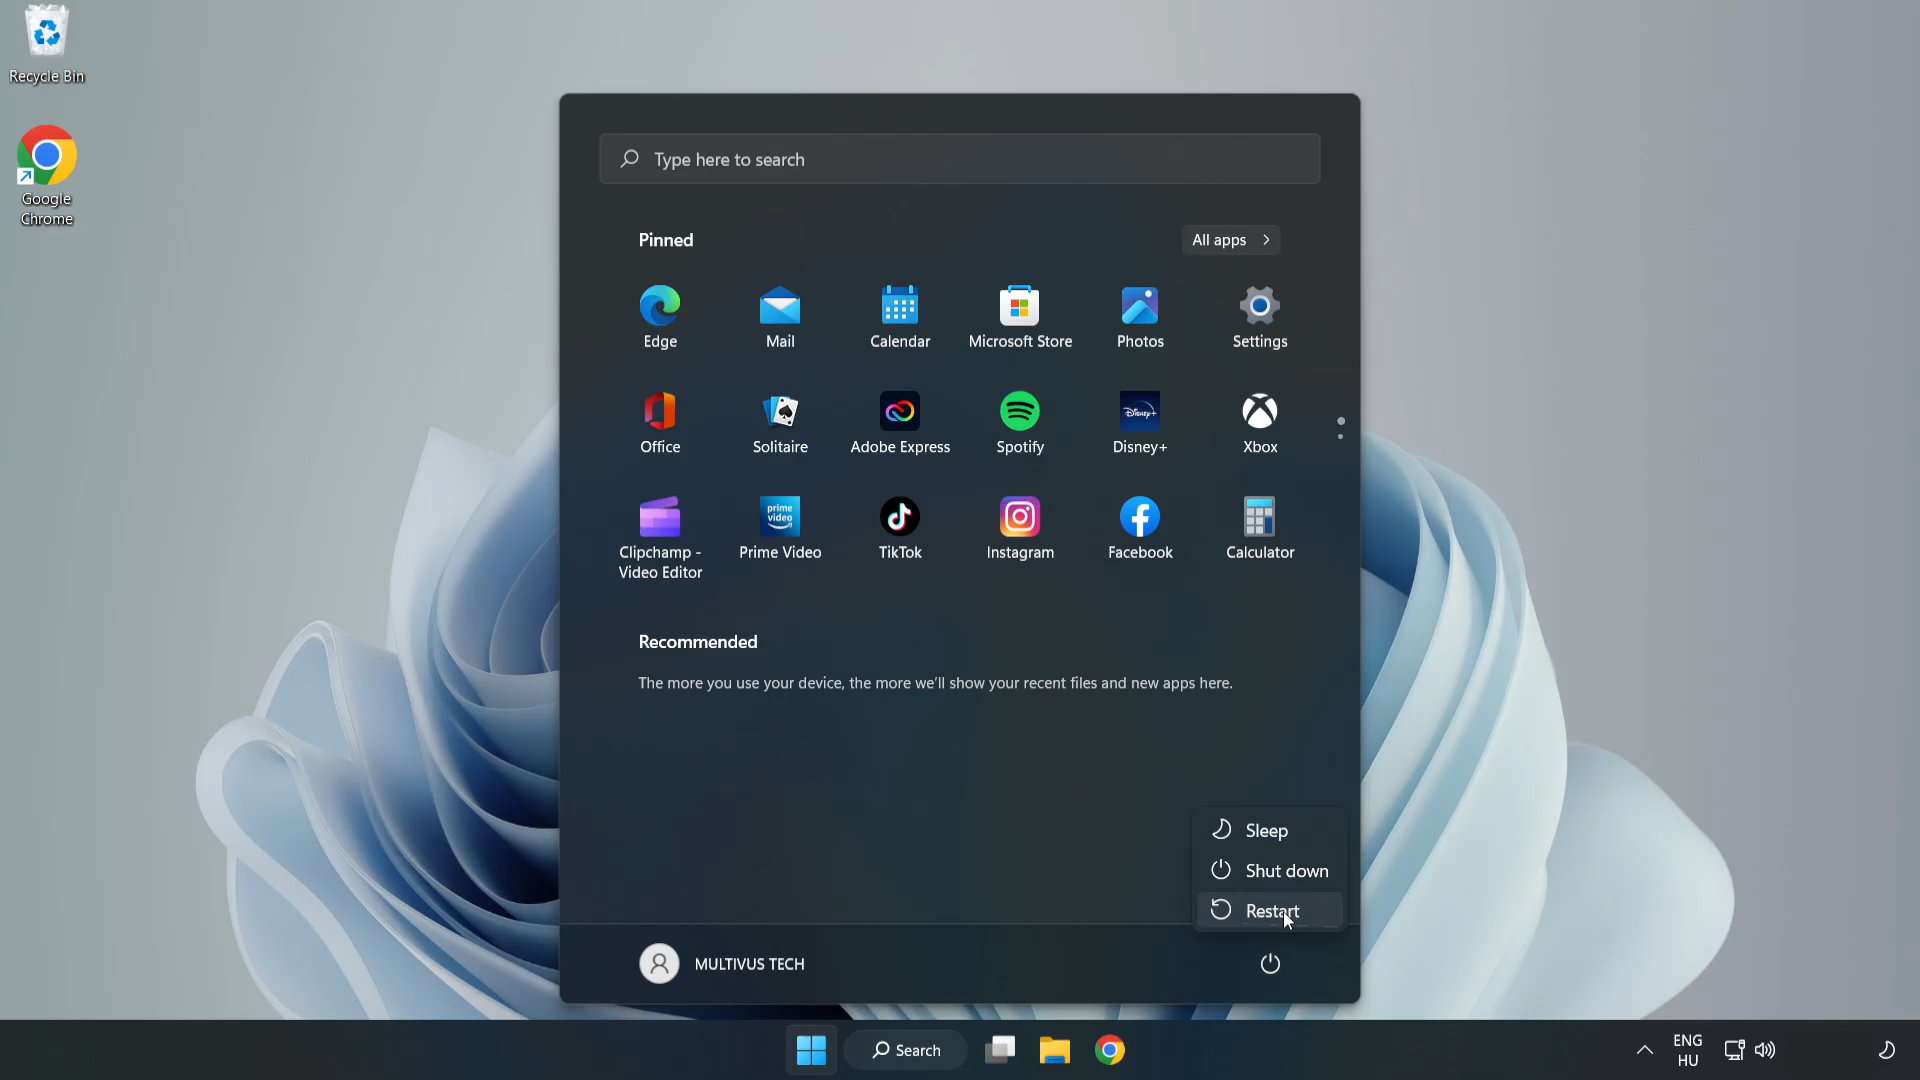 Recycle Bin
Google
Chrome
Type here to search
Pinned
All apps
Edge
Mail
Calendar
Microsoft Store
Photos
Settings
Office
Solitaire
Disney+
Adobe Express
Spotify
Disney+
Xbox
prime
video
Clipchamp -
Video Editor
Prime Video
TikTok
Instagram
Facebook
Calculator
Recommended
The more you use your device, the more we'll show your recent files and new apps here.
Sleep
Shut down
Restart
MULTIVUS TECH
Search
ENG
HU